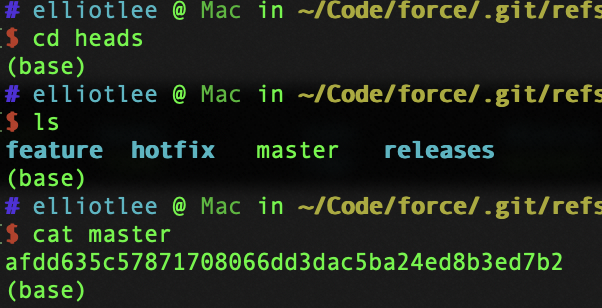 # elliotlee @ Mac in ~/Code/force/.git/refs
$ cd heads
(base)
# elliotlee @ Mac in ~/Code/force/.git/refs
$ ls
feature hotfix master releases
(base)
# elliotlee @ Mac in ~/Code/force/.git/refs
$ cat master
afdd635c57871708066dd3dac5ba24ed8b3ed7b2
(base)